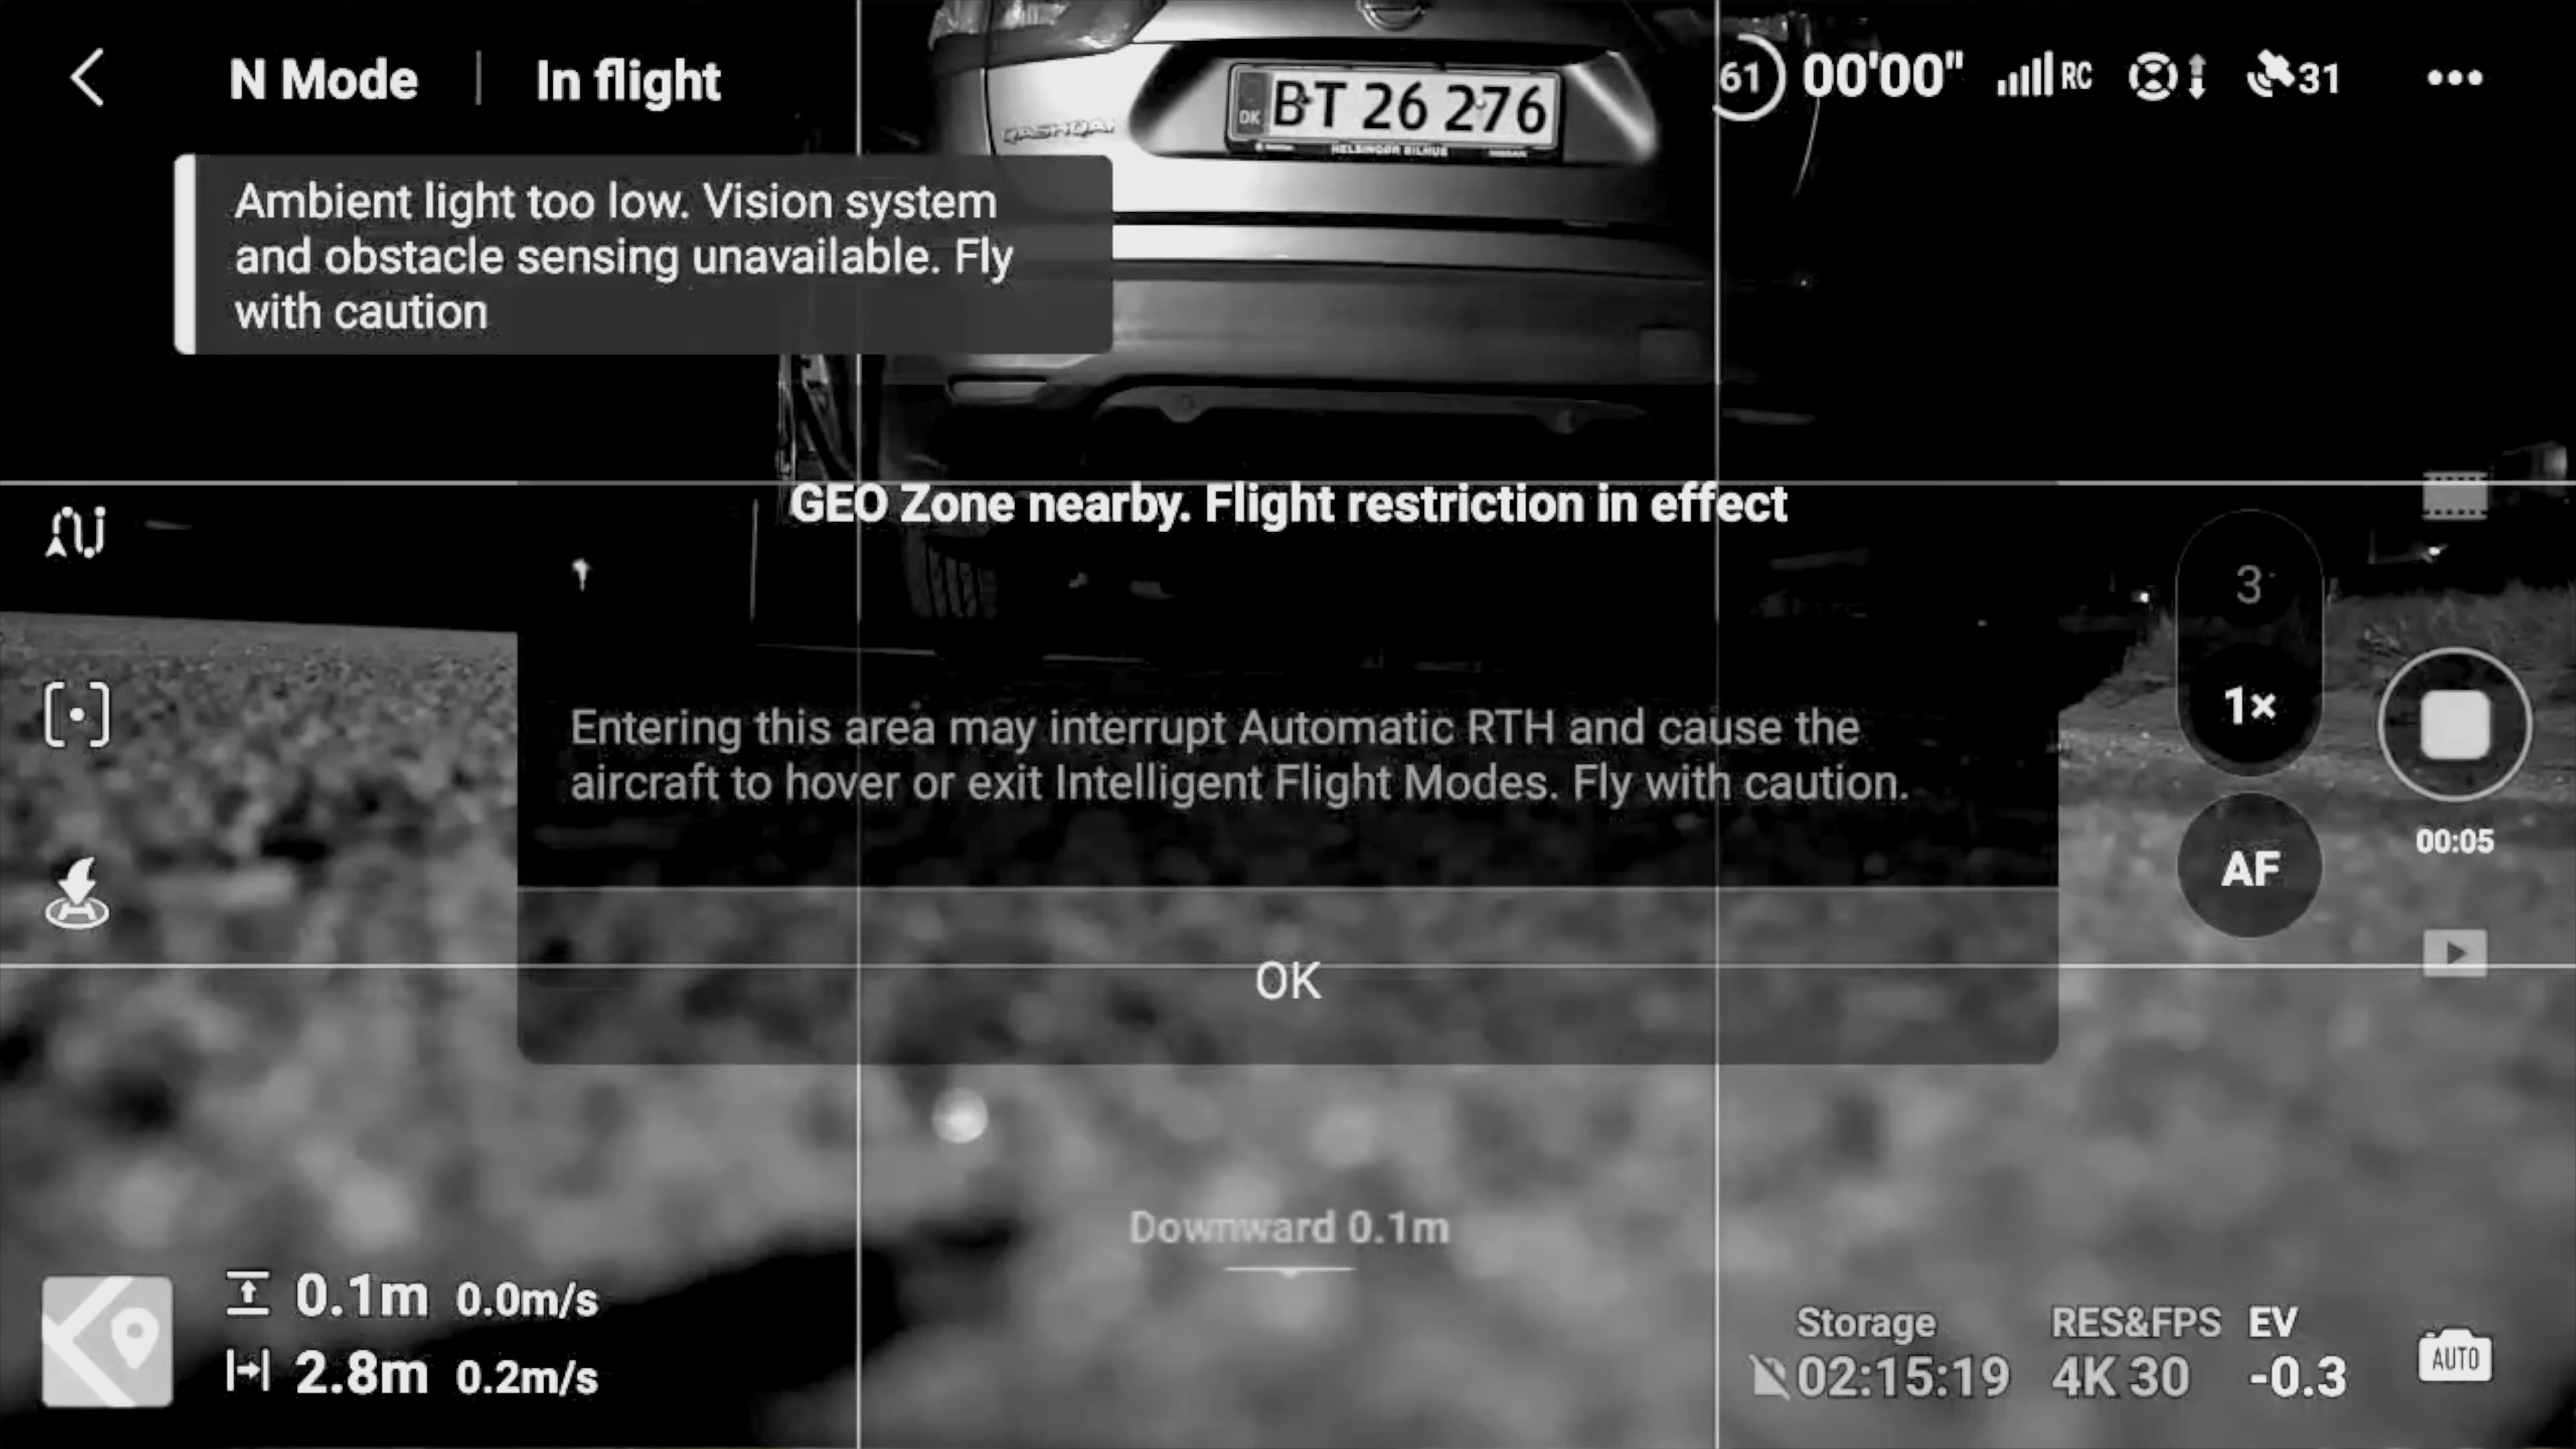 N Mode | In flight
61 00'00" RC 31
BT 26 276
DK
QASHQAI
HELSINGØR BILHUS
NISSAN
Ambient light too low. Vision system
and obstacle sensing unavailable. Fly
with caution
GEO Zone nearby. Flight restriction in effect
Entering this area may interrupt Automatic RTH and cause the
aircraft to hover or exit Intelligent Flight Modes. Fly with caution.
OK
3
1×
AF
00:05
Downward 0.1m
0.1m 0.0m/s
2.8m 0.2m/s
Storage
02:15:19
RES&FPS
4K 30
EV
-0.3
AUTO